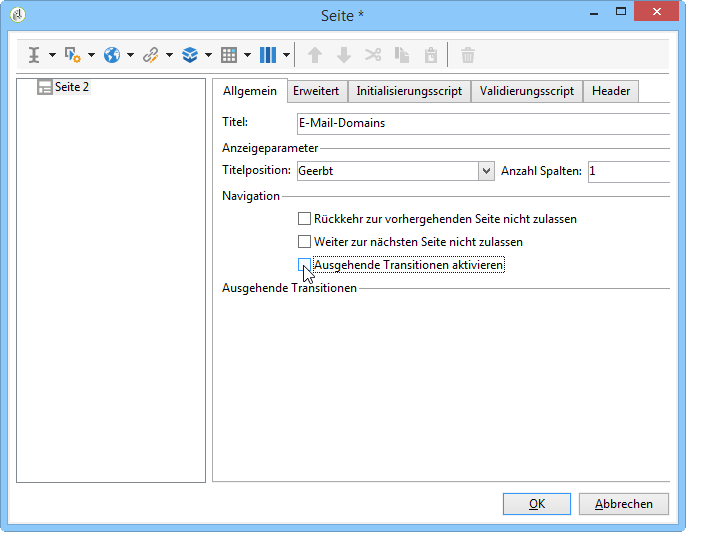 Seite *
Seite 2
Allgemein Erweitert Initialisierungsscript Validierungsscript Header
Titel: E-Mail-Domains
Anzeigeparameter
Titelposition: Geerbt Anzahl Spalten: 1
Navigation
Rückkehr zur vorhergehenden Seite nicht zulassen
Weiter zur nächsten Seite nicht zulassen
Ausgehende Transitionen aktivieren
Ausgehende Transitionen
OK Abbrechen